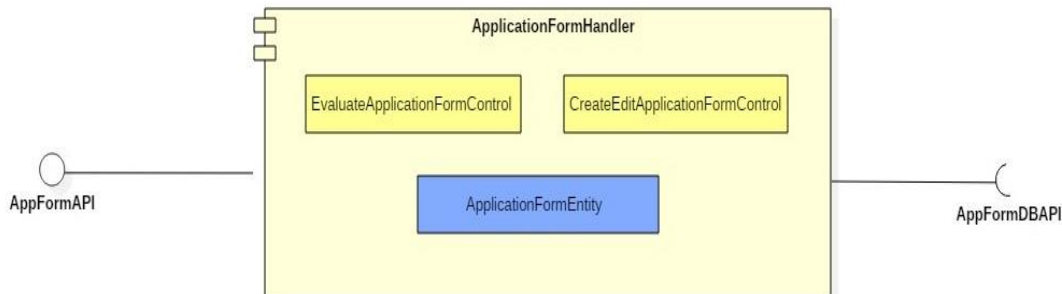 ApplicationFormHandler
EvaluateApplicationFormControl
CreateEditApplicationFormControl
AppFormAPI
ApplicationFormEntity
AppFormDBAPI